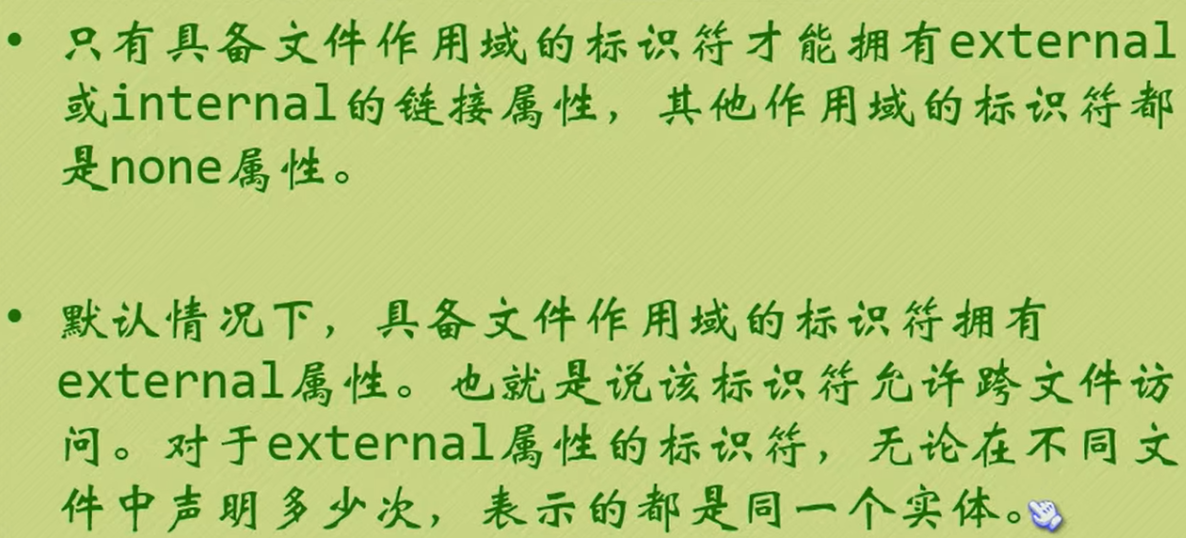 • 只有具备文件作用域的标识符才能拥有external
或internal的链接属性，其他作用域的标识符都
是none属性。
• 默认情况下，具备文件作用域的标识符拥有
external属性。也就是说该标识符允许跨文件访
问。对于external属性的标识符，无论在不同文
件中声明多少次，表示的都是同一个实体。